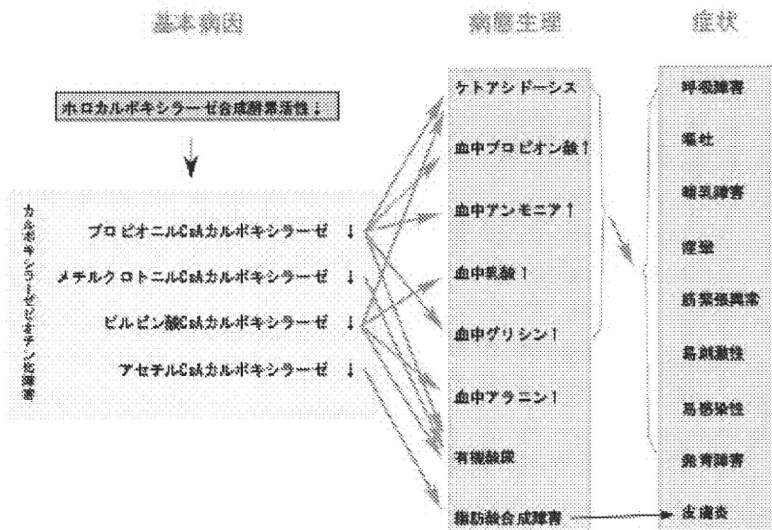 基本病因
病態生理
症状
ホロカルボキシラーゼ合成酵素活性↓
カルボキシラーゼビオチン化障害
プロピオニルCoAカルボキシラーゼ ↓
メチルクロトニルCoAカルボキシラーゼ ↓
ピルビン酸CoAカルボキシラーゼ ↓
アセチルCoAカルボキシラーゼ ↓
ケトアシドーシス
血中プロピオン酸↑
血中アンモニア↑
血中乳酸↑
血中グリシン↑
血中アラニン↑
有機酸尿
脂肪酸合成障害
呼吸障害
嘔吐
哺乳障害
痙攣
筋緊張異常
易刺激性
易感染性
発育障害
皮膚炎